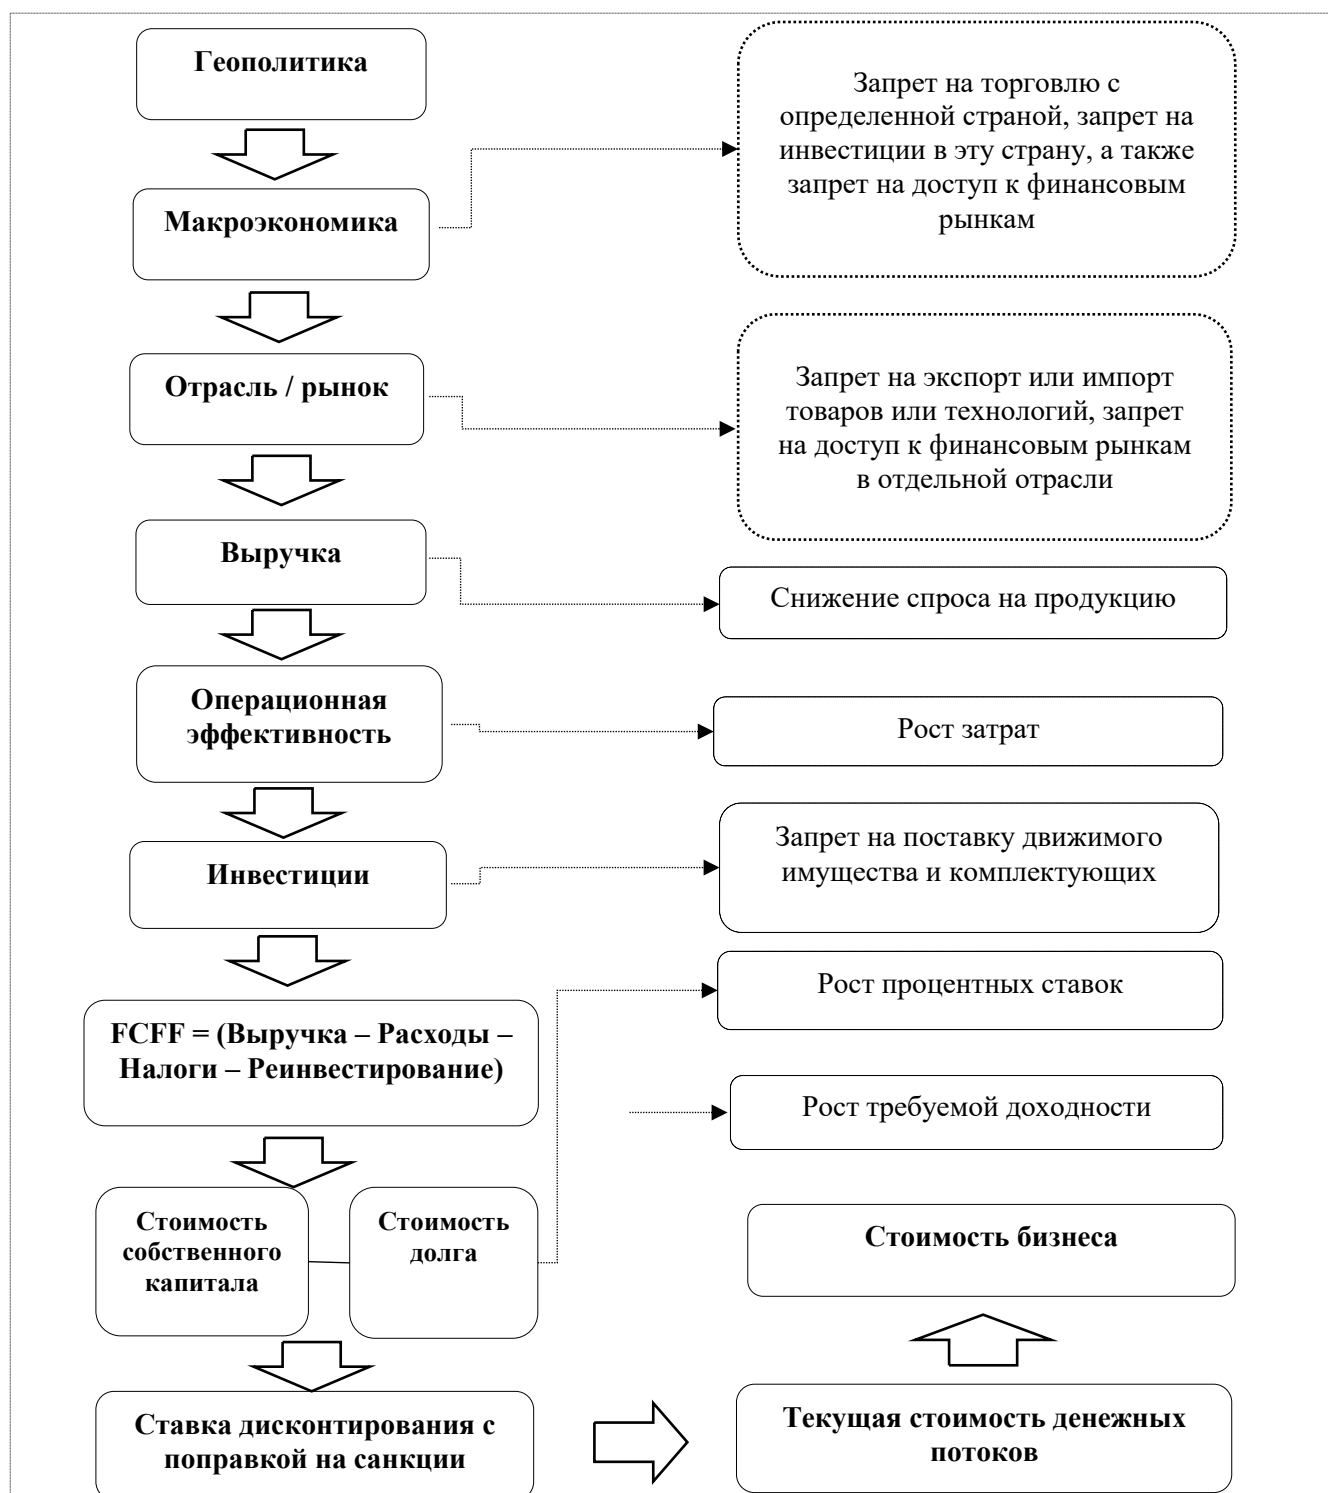 Геополитика
Запрет на торговлю с
определенной страной, запрет на
инвестиции в эту страну, а также
запрет на доступ к финансовым
рынкам
Макроэкономика
Отрасль / рынок
Запрет на экспорт или импорт
товаров или технологий, запрет
на доступ к финансовым рынкам
в отдельной отрасли
Выручка
Снижение спроса на продукцию
Операционная
эффективность
Рост затрат
Инвестиции
Запрет на поставку движимого
имущества и комплектующих
Рост процентных ставок
FCFF = (Выручка – Расходы –
Налоги – Реинвестирование)
Рост требуемой доходности
Стоимость
собственного
капитала
Стоимость
долга
Стоимость бизнеса
Ставка дисконтирования с
поправкой на санкции
Текущая стоимость денежных
потоков